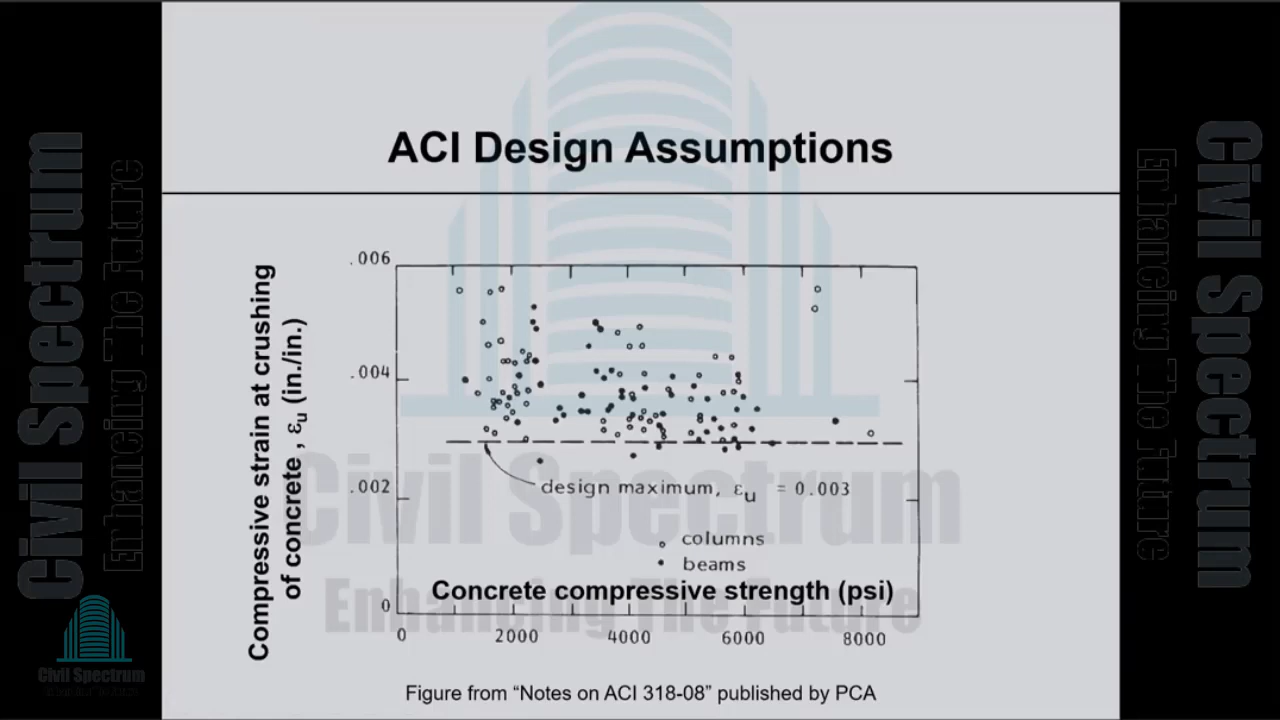 ACI Design Assumptions
Compressive strain at crushing
of concrete , εu (in./in.)
.006
.004
.002
0
design maximum, εu = 0.003
columns
beams
Concrete compressive strength (psi)
0 2000 4000 6000 8000
Figure from “Notes on ACI 318-08” published by PCA
Civil Spectrum
Enhancing The Future
Civil Spectrum
Enhancing The Future
Civil Spectrum
Enhancing The Future
Civil Spectrum